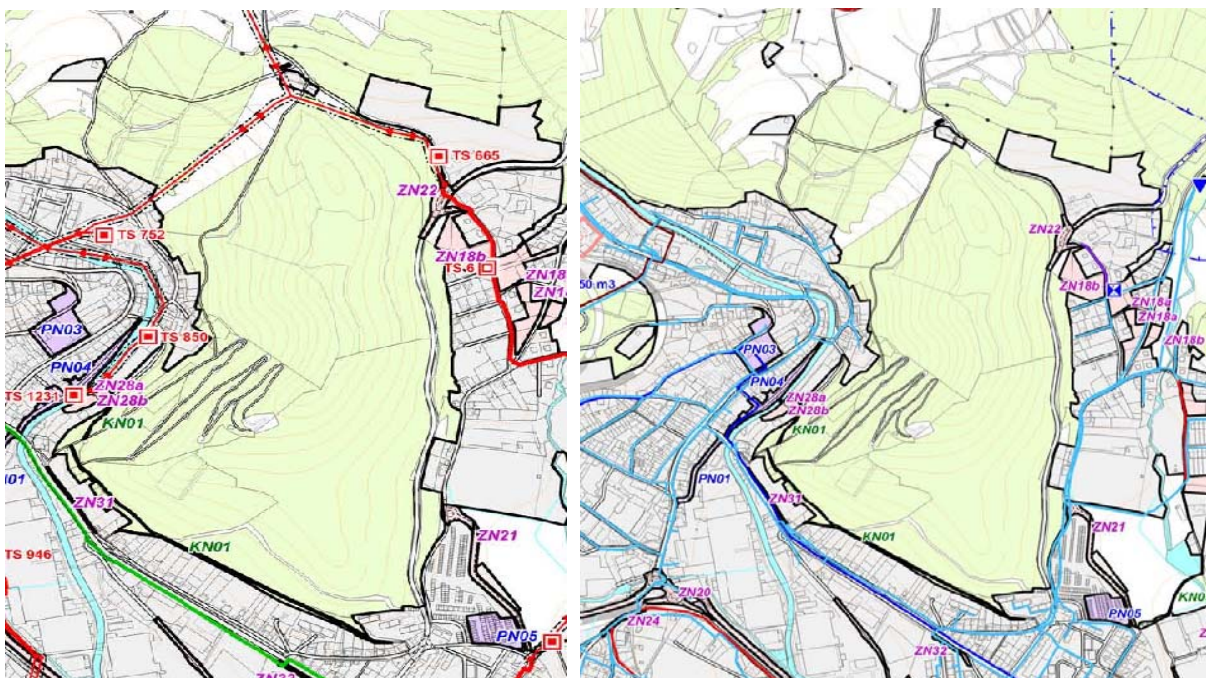 TS 665
ZN22
TS 752
ZN18b
TS 6
ZN18
PN03
TS 850
PN04
ZN28a
TS 1231
ZN28b
KN01
ZN31
ZN21
KN01
TS 946
PN05
ZN22
ZN18b
50 m3
ZN18a
ZN18a
PN03
ZN18b
PN04
ZN28a
ZN28b
KN01
PN01
ZN31
ZN21
KN01
ZN20
PN05
ZN24
ZN32